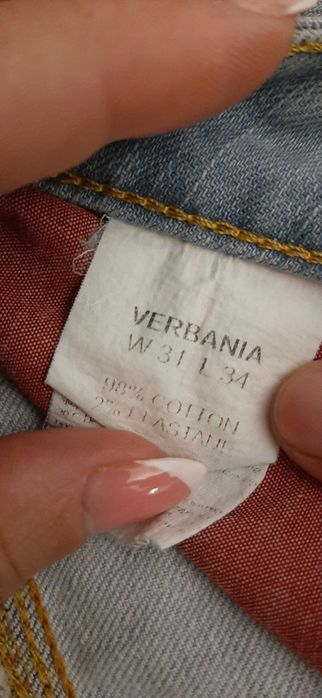 VERBANIA
W 31 L 34
98% COTTON
2% ELASTANE